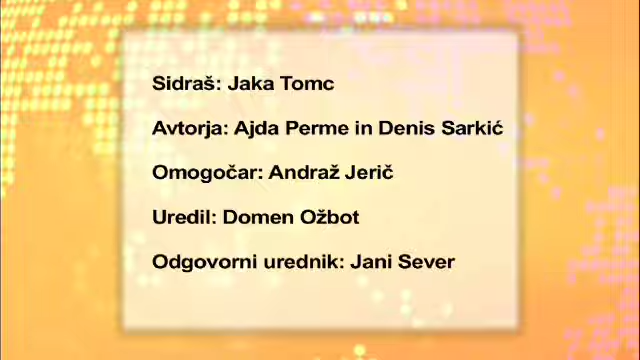 Sidraš: Jaka Tomc
Avtorja: Ajda Perme in Denis Sarkić
Omogočar: Andraž Jerič
Uredil: Domen Ožbot
Odgovorni urednik: Jani Sever